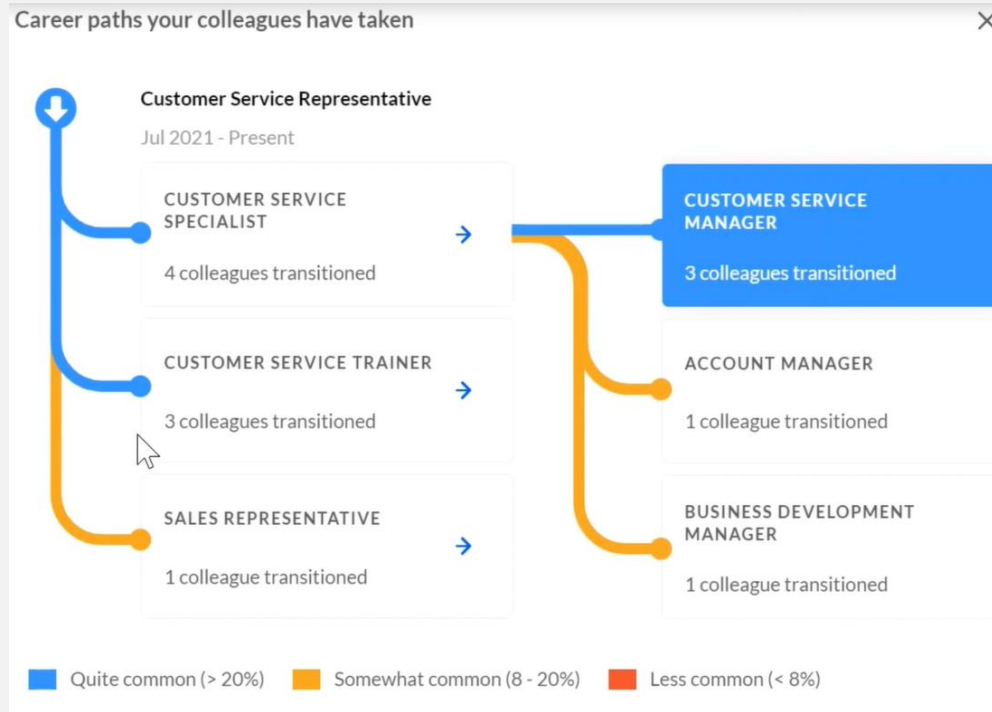 Career paths your colleagues have taken
Customer Service Representative
Jul 2021 - Present
CUSTOMER SERVICE
SPECIALIST
4 colleagues transitioned
CUSTOMER SERVICE
MANAGER
3 colleagues transitioned
CUSTOMER SERVICE TRAINER
3 colleagues transitioned
ACCOUNT MANAGER
1 colleague transitioned
SALES REPRESENTATIVE
1 colleague transitioned
BUSINESS DEVELOPMENT
MANAGER
1 colleague transitioned
Quite common (> 20%)
Somewhat common (8 - 20%)
Less common (< 8%)